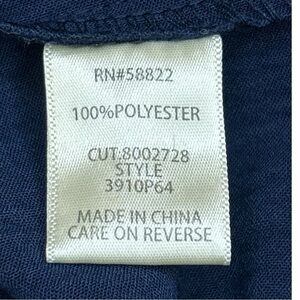 RN#58822
100%POLYESTER
CUT:8002728
STYLE
3910P64
MADE IN CHINA
CARE ON REVERSE